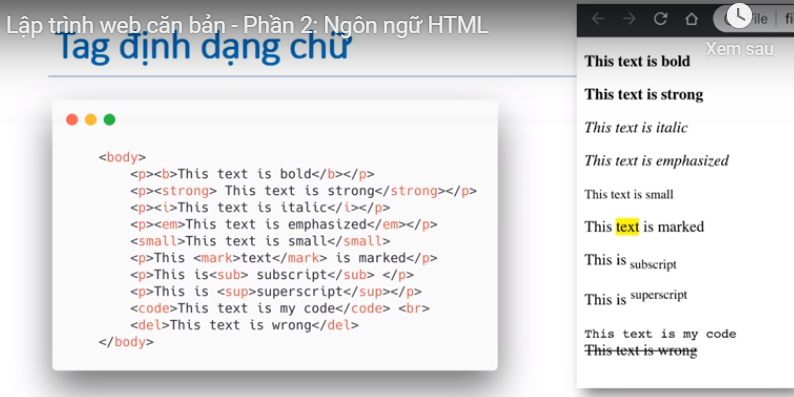 Lập trình web căn bản - Phần 2: Ngôn ngữ HTML
Tag định dạng chữ
<body>
<p><b>This text is bold</b></p>
<p><strong> This text is strong</strong></p>
<p><i>This text is italic</i></p>
<p><em>This text is emphasized</em></p>
<small>This text is small</small>
<p>This <mark>text</mark> is marked</p>
<p>This is<sub> subscript</sub> </p>
<p>This is <sup>superscript</sup></p>
<code>This text is my code</code> <br>
<del>This text is wrong</del>
</body>
Xem sau
This text is bold
This text is strong
This text is italic
This text is emphasized
This text is small
This text is marked
This is subscript
This is superscript
This text is my code
This text is wrong